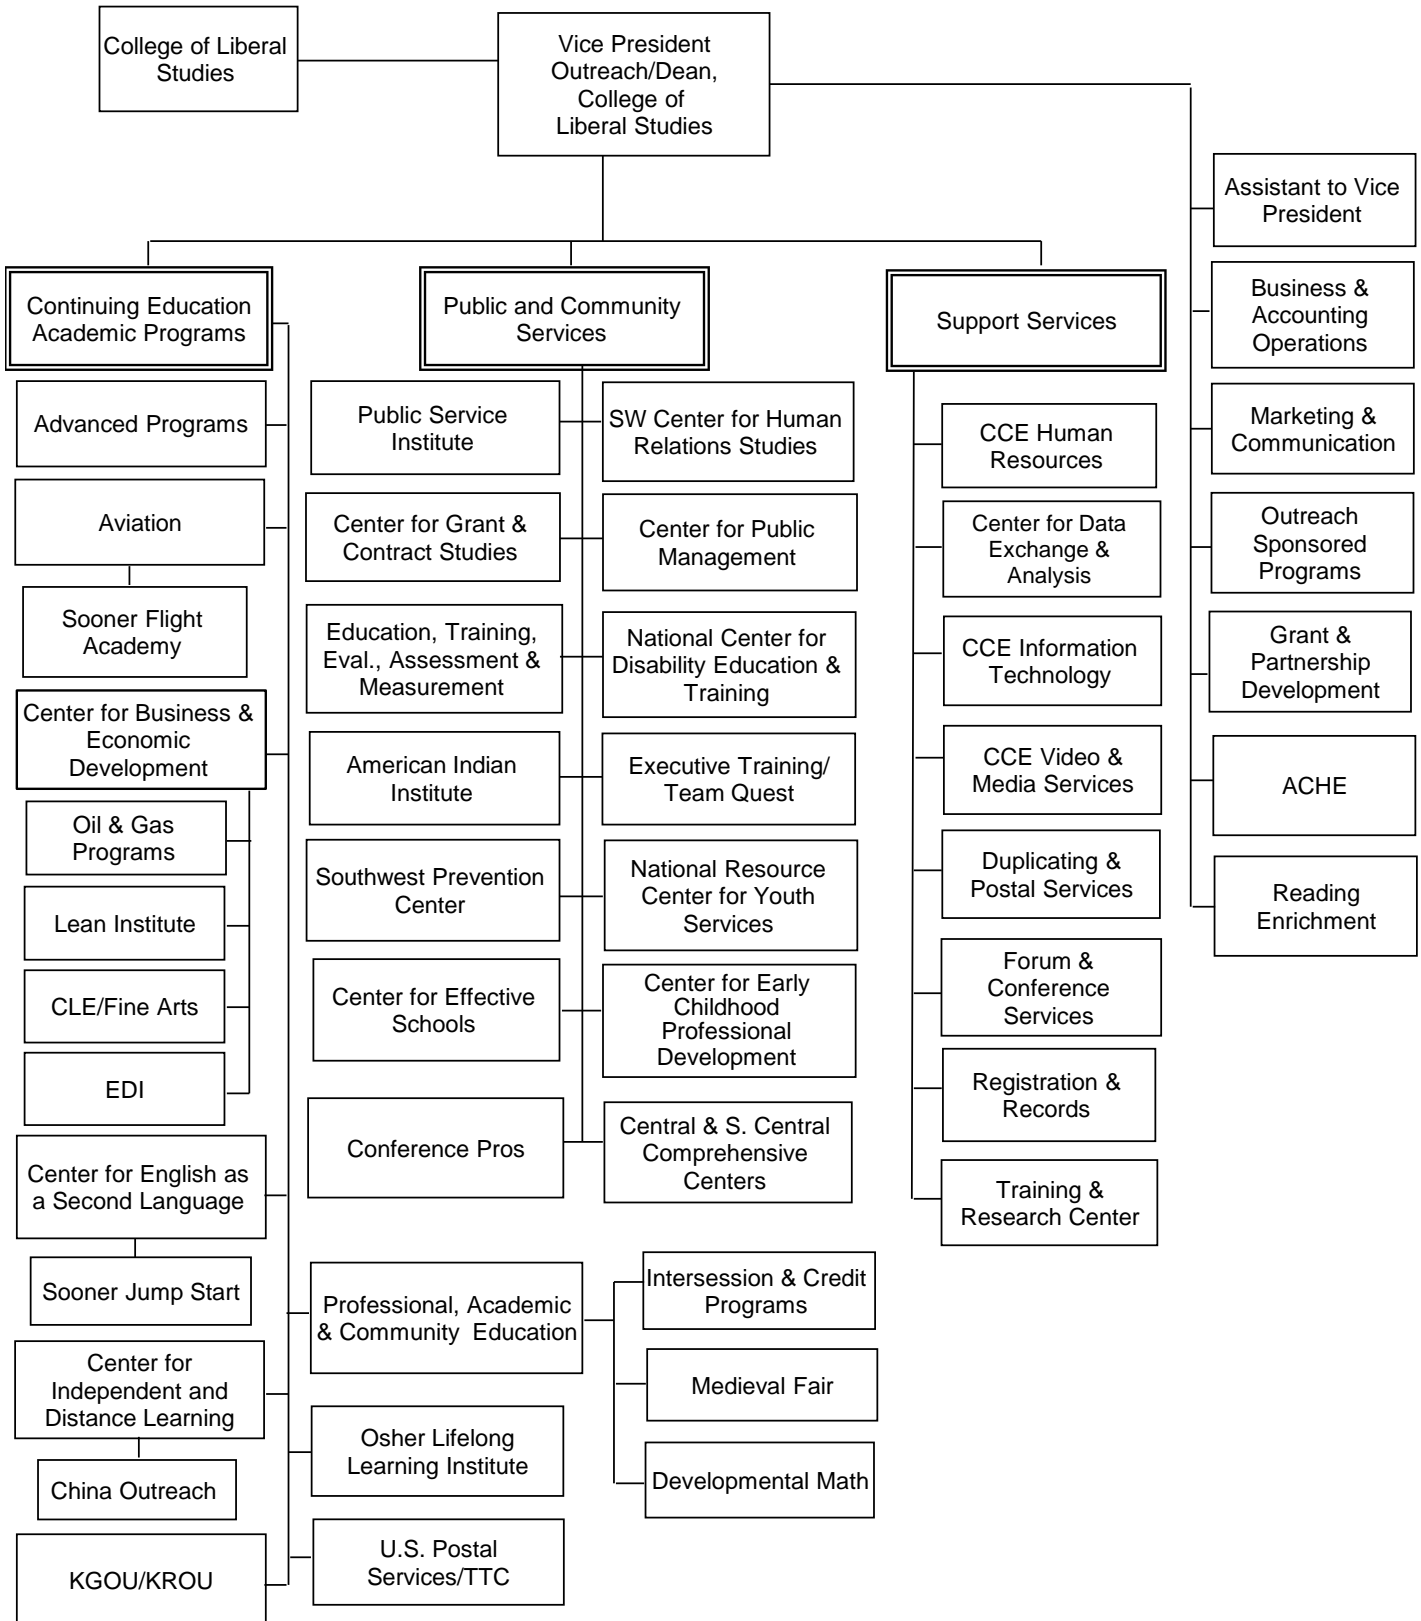 College of Liberal
Studies
Vice President
Outreach/Dean,
College of
Liberal Studies
Assistant to Vice
President
Business &
Accounting
Operations
Marketing &
Communication
Outreach
Sponsored
Programs
Grant &
Partnership
Development
ACHE
Reading
Enrichment
Continuing Education
Academic Programs
Advanced Programs
Aviation
Sooner Flight
Academy
Center for Business &
Economic
Development
Oil & Gas
Programs
Lean Institute
CLE/Fine Arts
EDI
Center for English as
a Second Language
Sooner Jump Start
Center for
Independent and
Distance Learning
China Outreach
KGOU/KROU
Professional, Academic
& Community Education
Intersession & Credit
Programs
Medieval Fair
Developmental Math
Osher Lifelong
Learning Institute
U.S. Postal
Services/TTC
Public and Community
Services
Public Service
Institute
SW Center for Human
Relations Studies
Center for Grant &
Contract Studies
Center for Public
Management
Education, Training,
Eval., Assessment &
Measurement
National Center for
Disability Education &
Training
American Indian
Institute
Executive Training/
Team Quest
Southwest Prevention
Center
National Resource
Center for Youth
Services
Center for Effective
Schools
Center for Early
Childhood
Professional
Development
Conference Pros
Central & S. Central
Comprehensive
Centers
Support Services
CCE Human
Resources
Center for Data
Exchange &
Analysis
CCE Information
Technology
CCE Video &
Media Services
Duplicating &
Postal Services
Forum &
Conference
Services
Registration &
Records
Training &
Research Center